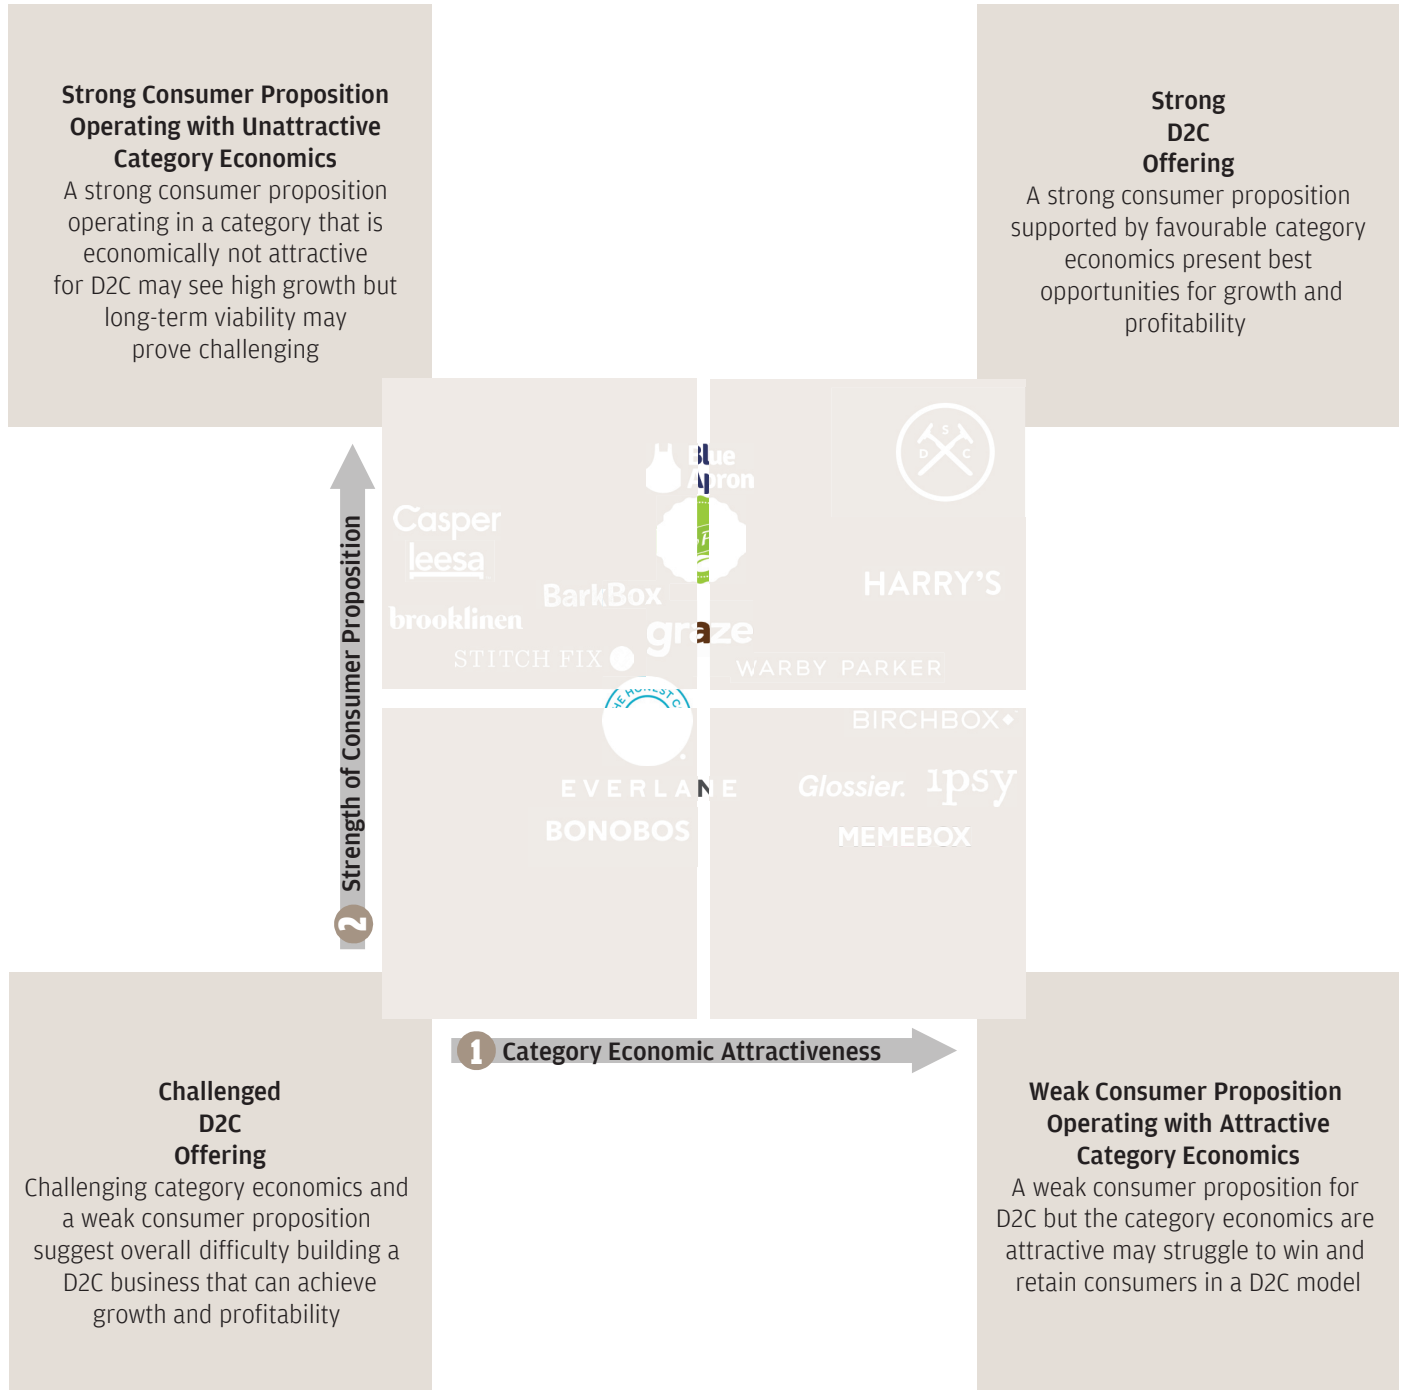 Strong Consumer Proposition
Operating with Unattractive
Category Economics
A strong consumer proposition
operating in a category that is
economically not attractive
for D2C may see high growth but
long-term viability may
prove challenging
Strong
D2C
Offering
A strong consumer proposition
supported by favourable category
economics present best
opportunities for growth and
profitability
2 Strength of Consumer Proposition
S
D C
Blue
Apron
Casper
leesa
HARRY'S
BarkBox
brooklinen
graze
STITCH FIX
WARBY PARKER
THE HONEST
BIRCHBOX
EVERLANE
Glossier.
ipsy
BONOBOS
MEMEBOX
1 Category Economic Attractiveness
Challenged
D2C
Offering
Challenging category economics and
a weak consumer proposition
suggest overall difficulty building a
D2C business that can achieve
growth and profitability
Weak Consumer Proposition
Operating with Attractive
Category Economics
A weak consumer proposition for
D2C but the category economics are
attractive may struggle to win and
retain consumers in a D2C model